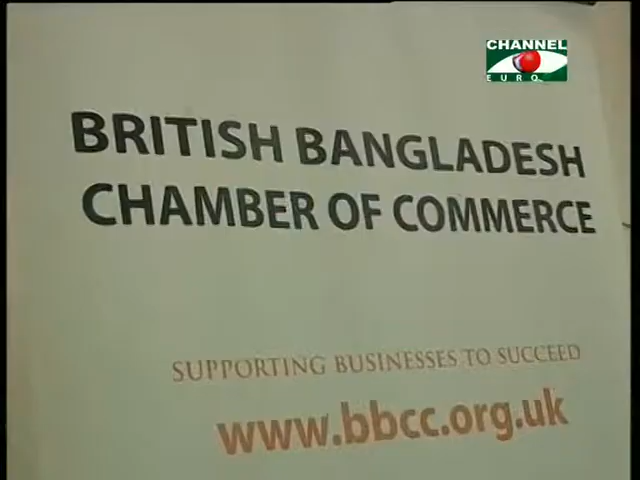 CHANNEL
EURO
BRITISH BANGLADESH
CHAMBER OF COMMERCE
SUPPORTING BUSINESSES TO SUCCEED
www.bbcc.org.uk